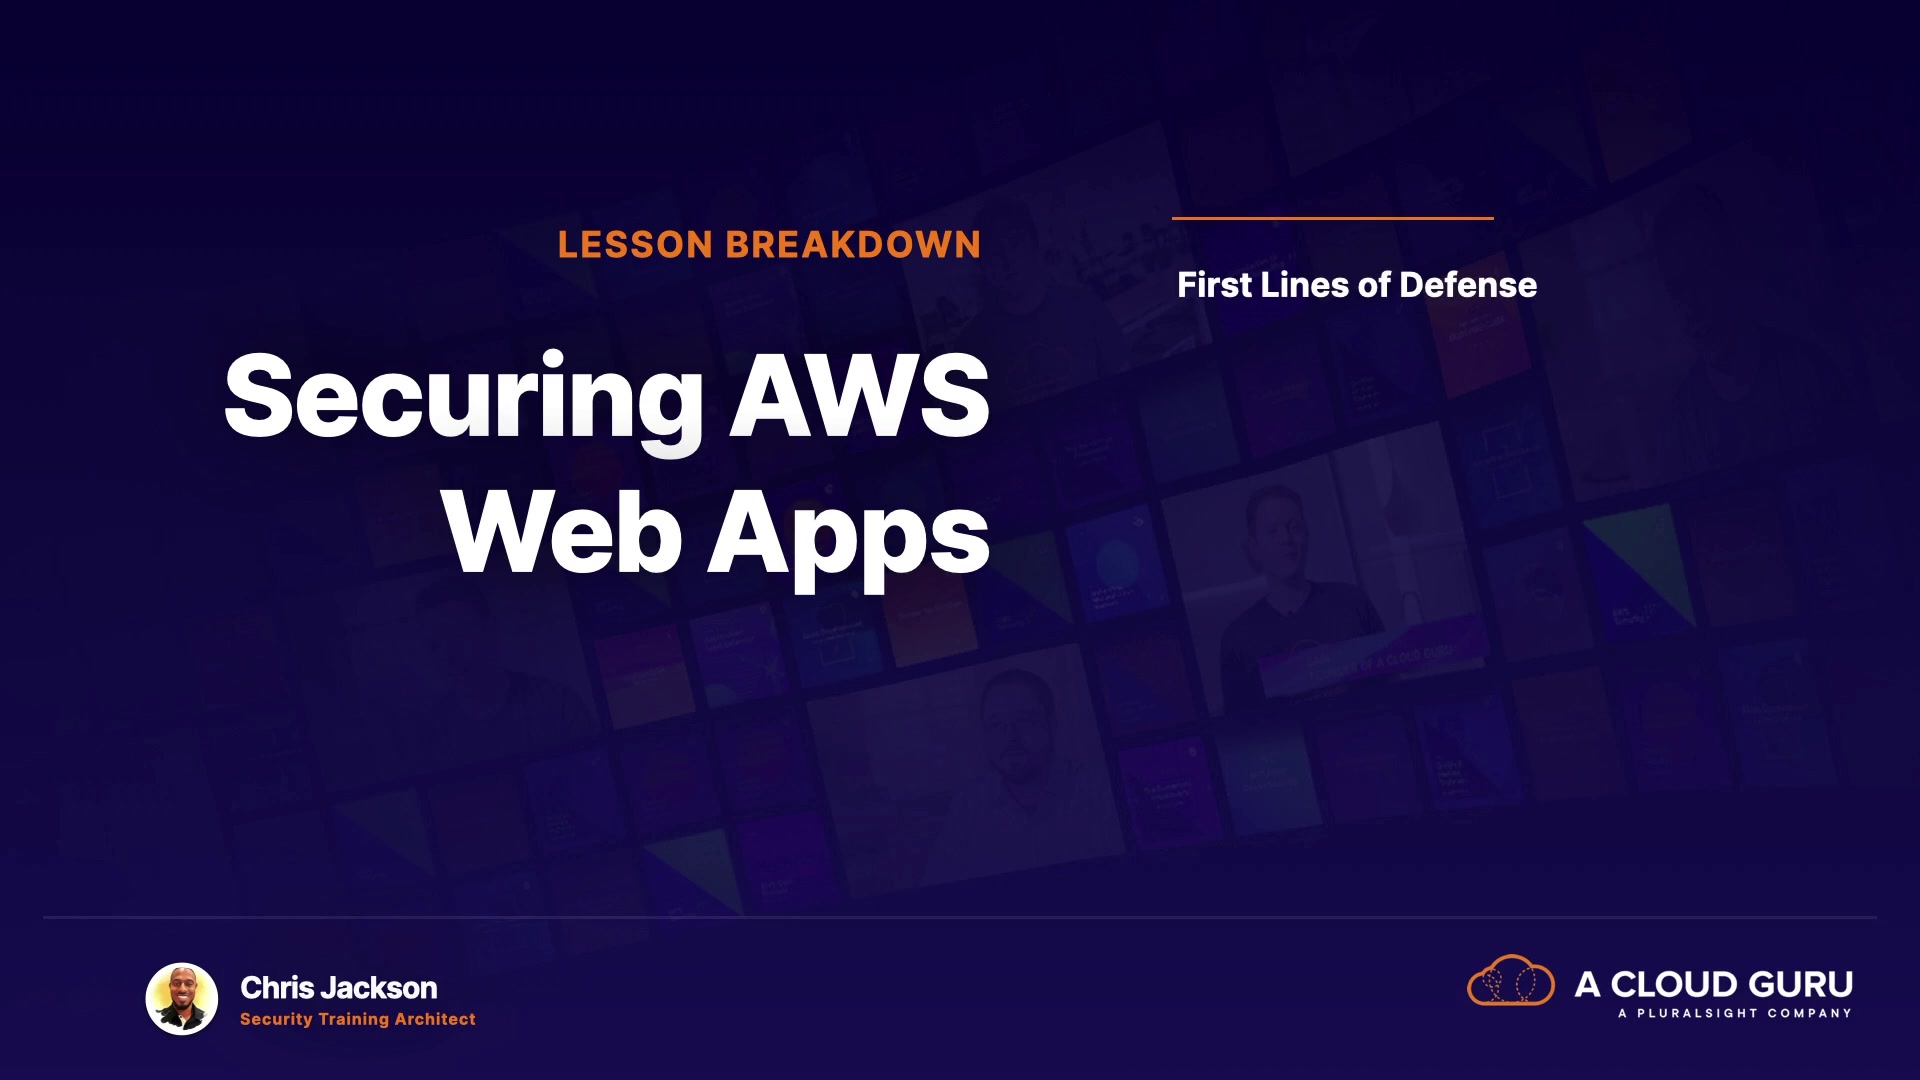 LESSON BREAKDOWN
Securing AWS
Web Apps
First Lines of Defense
Chris Jackson
Security Training Architect
A CLOUD GURU
A PLURALSIGHT COMPANY